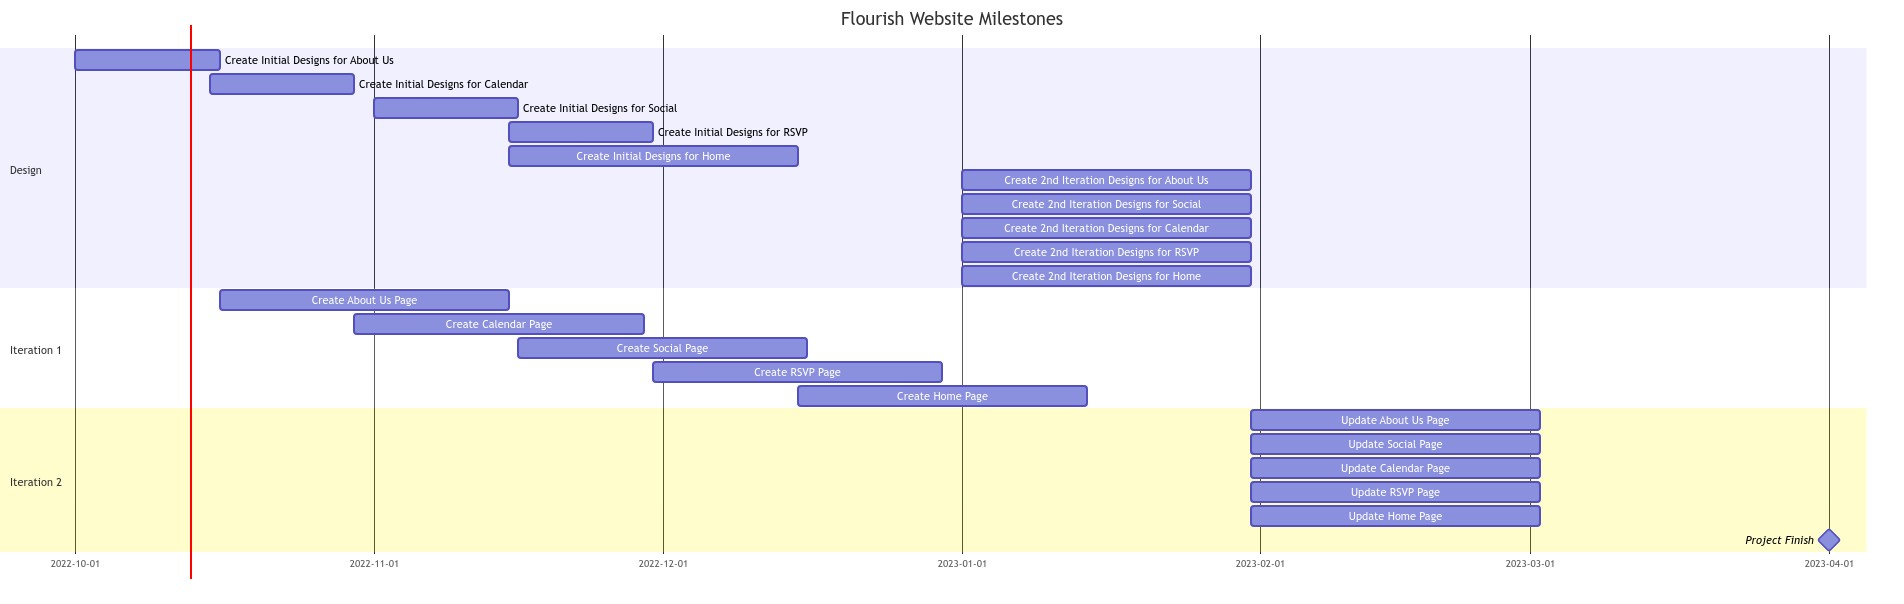 Flourish Website Milestones
Create Initial Designs for About Us
Create Initial Designs for Calendar
Create Initial Designs for Social
Create Initial Designs for RSVP
Create Initial Designs for Home
Design
Create 2nd Iteration Designs for About Us
Create 2nd Iteration Designs for Social
Create 2nd Iteration Designs for Calendar
Create 2nd Iteration Designs for RSVP
Create 2nd Iteration Designs for Home
Create About Us Page
Create Calendar Page
Iteration 1
Create Social Page
Create RSVP Page
Create Home Page
Update About Us Page
Update Social Page
Update Calendar Page
Iteration 2
Update RSVP Page
Update Home Page
Project Finish
2022-10-01 2022-11-01 2022-12-01 2023-01-01 2023-02-01 2023-03-01 2023-04-01